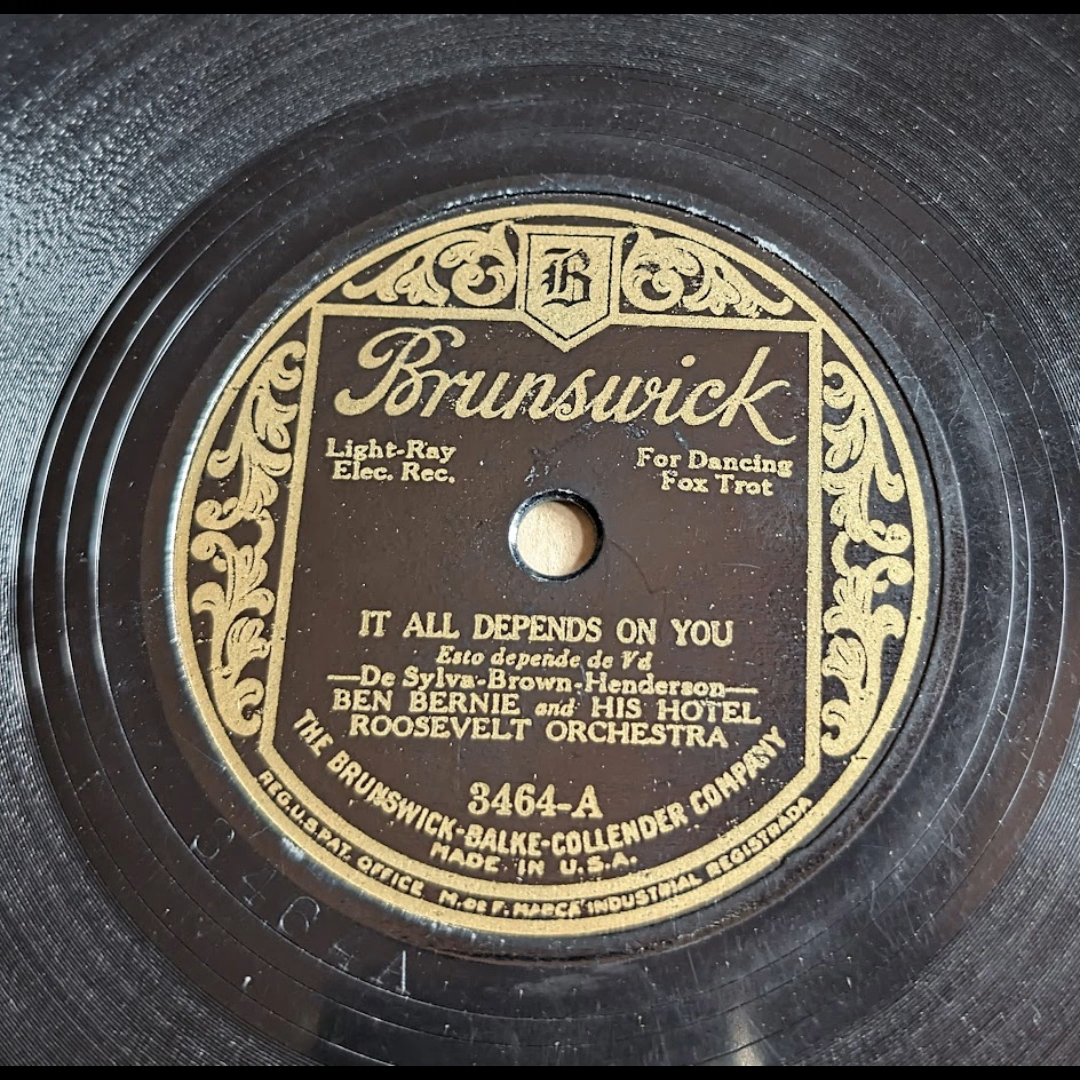 B
Brunswick
Light-Ray
Elec. Rec.
For Dancing
Fox Trot
IT ALL DEPENDS ON YOU
Esto depende de Vd
—De Sylva-Brown-Henderson—
BEN BERNIE and HIS HOTEL
ROOSEVELT ORCHESTRA
3464-A
THE BRUNSWICK-BALKE-COLLENDER COMPANY
MADE IN U.S.A.
REG. U.S. PAT. OFFICE M. DE F. MARCA INDUSTRIAL REGISTRADA
3464A